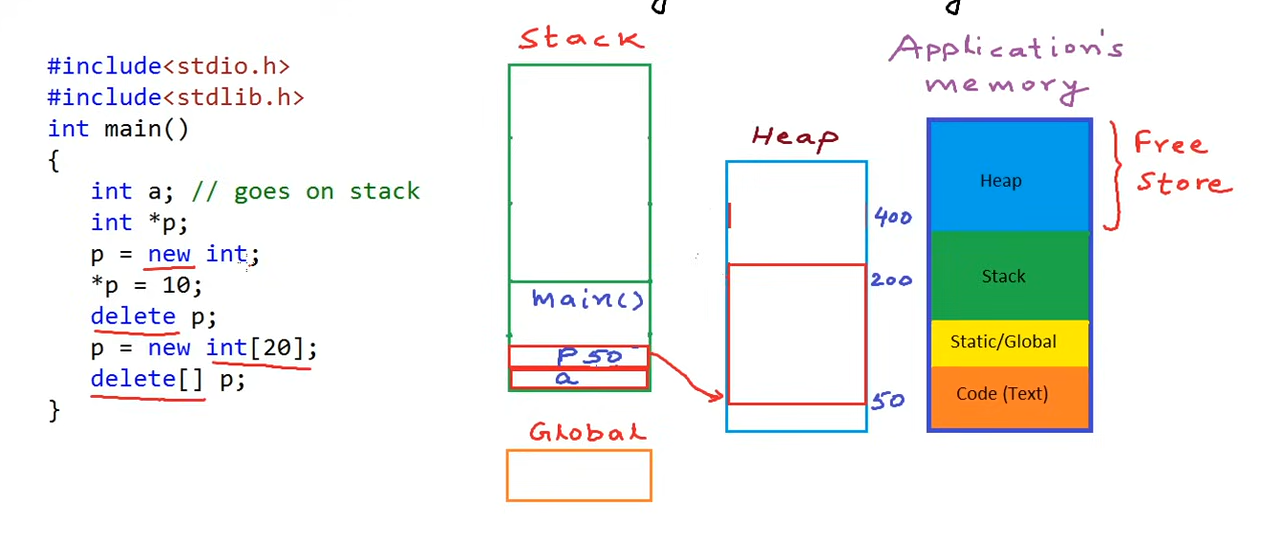 #include<stdio.h>
#include<stdlib.h>
int main()
{
int a; // goes on stack
int *p;
p = new int;
*p = 10;
delete p;
p = new int[20];
delete[] p;
}
Stack
main()
P 50
a
Global
Heap
400
200
50
Application's
memory
Heap
Stack
Static/Global
Code (Text)
Free
Store